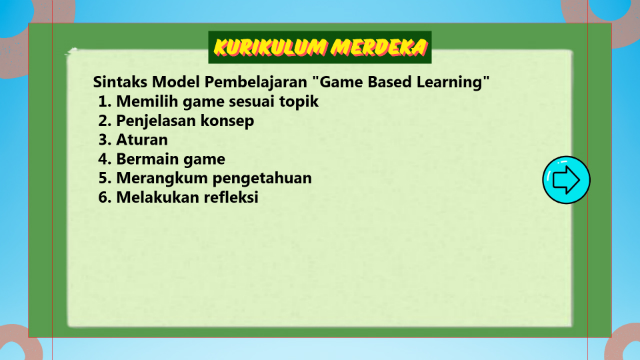 KURIKULUM MERDEKA
Sintaks Model Pembelajaran "Game Based Learning"
1. Memilih game sesuai topik
2. Penjelasan konsep
3. Aturan
4. Bermain game
5. Merangkum pengetahuan
6. Melakukan refleksi